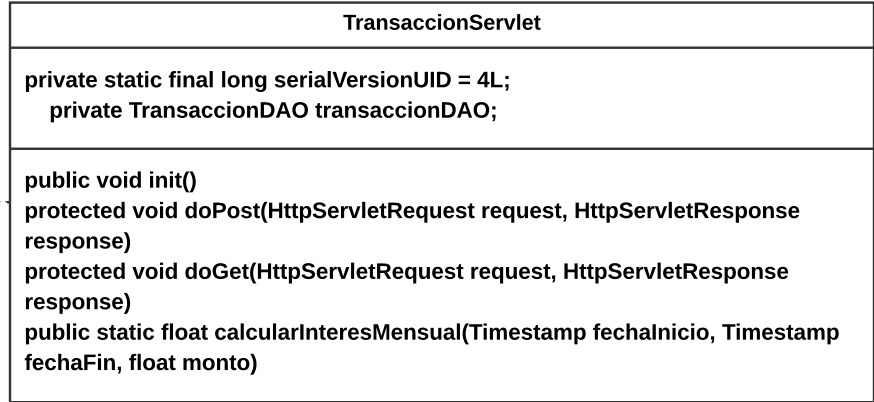 TransaccionServlet
private static final long serialVersionUID = 4L;
private TransaccionDAO transaccionDAO;
public void init()
protected void doPost(HttpServletRequest request, HttpServletResponse
response)
protected void doGet(HttpServletRequest request, HttpServletResponse
response)
public static float calcularInteresMensual(Timestamp fechaInicio, Timestamp
fechaFin, float monto)